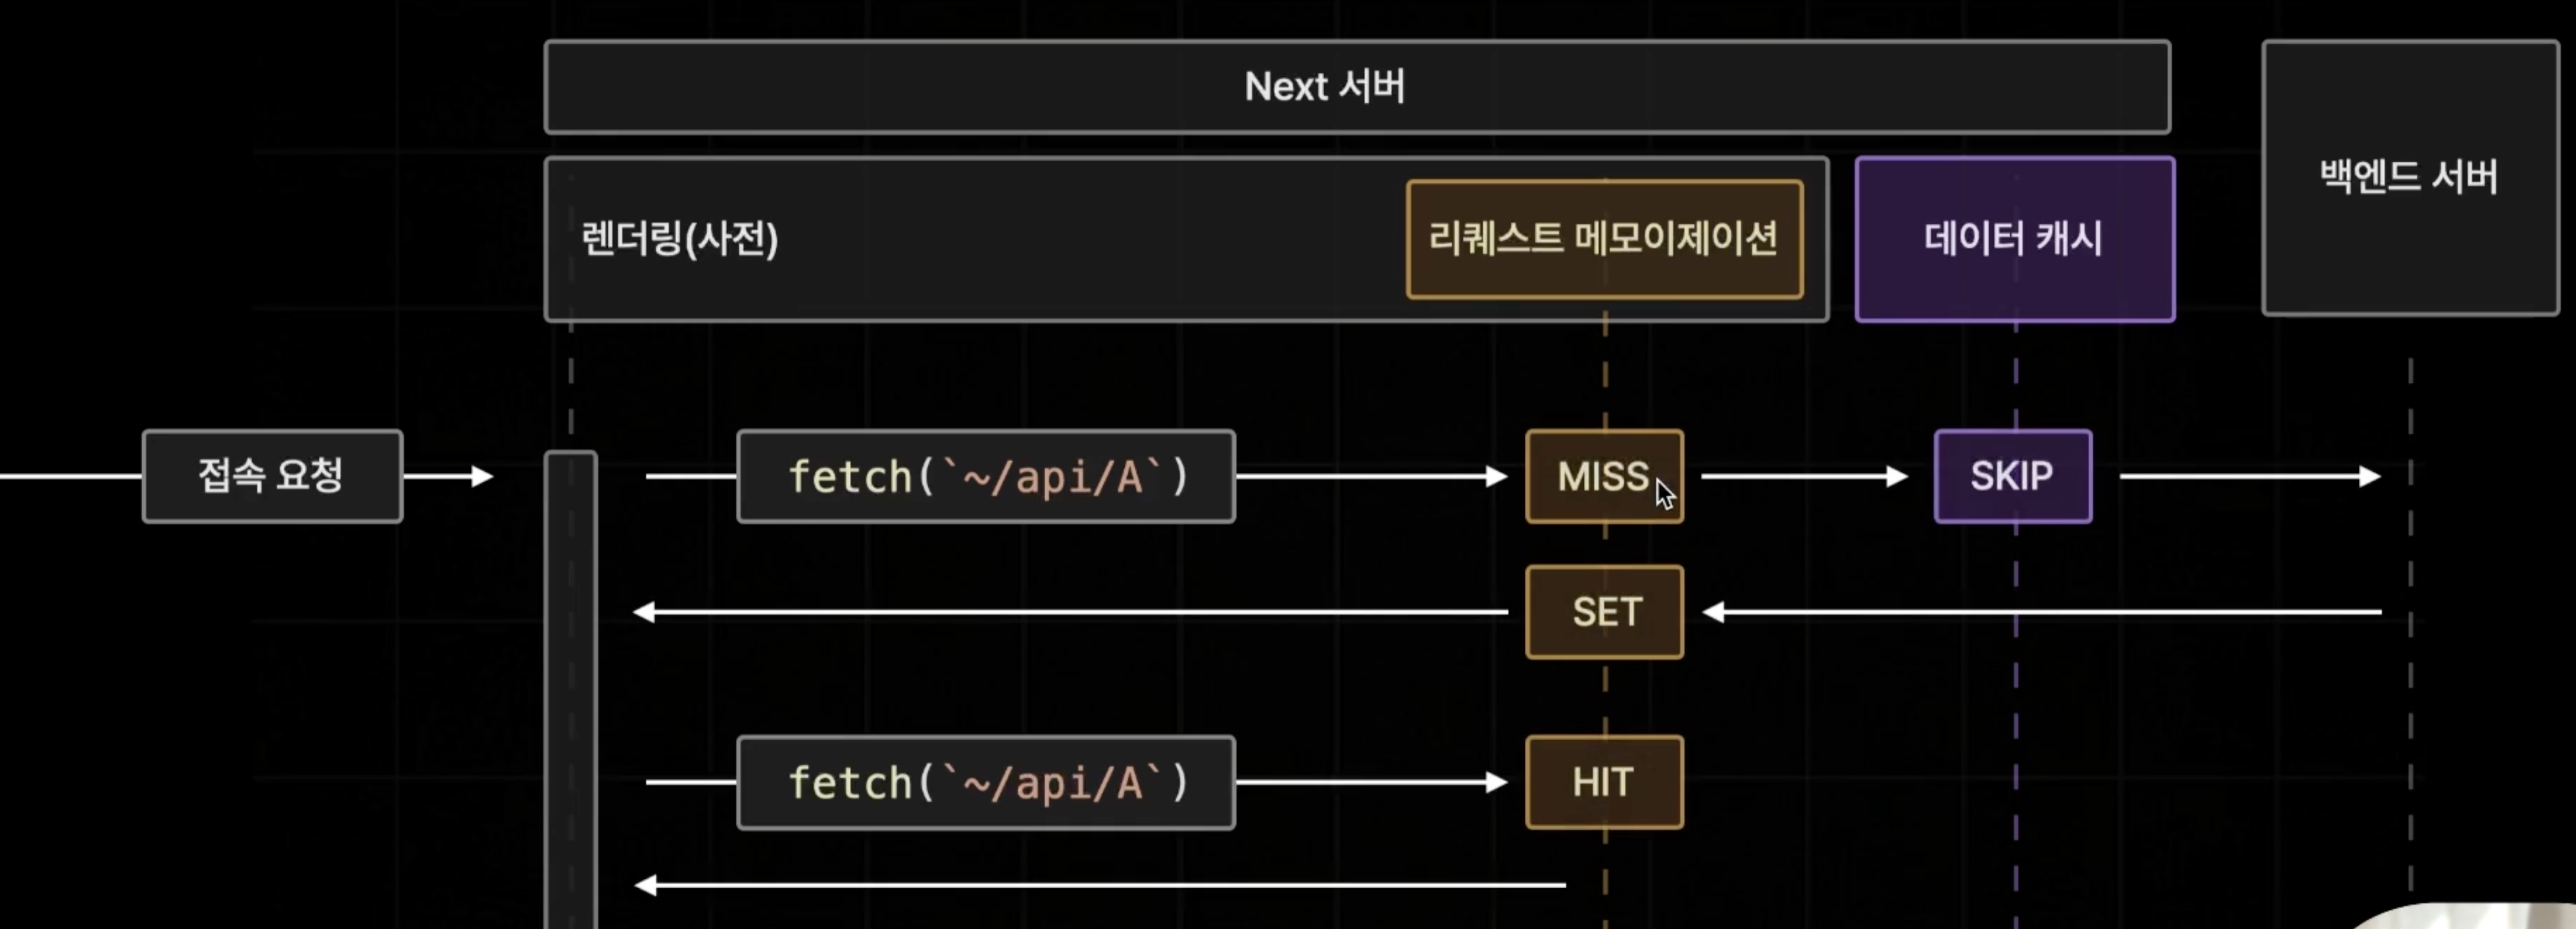 Next 서버
백엔드 서버
렌더링(사전)
리퀘스트 메모이제이션
데이터 캐시
접속 요청
fetch(`~/api/A`)
MISS
SKIP
SET
fetch(`~/api/A`)
HIT